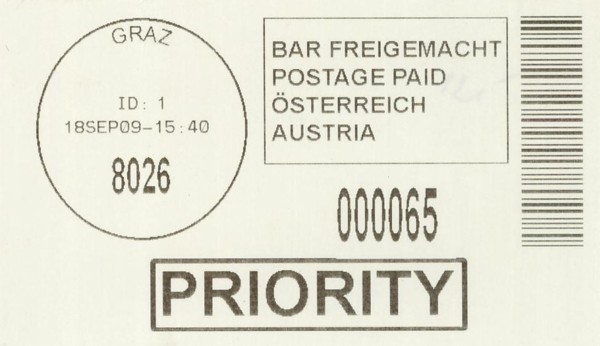 GRAZ
ID: 1
18SEP09-15:40
8026
BAR FREIGEMACHT
POSTAGE PAID
ÖSTERREICH
AUSTRIA
000065
PRIORITY